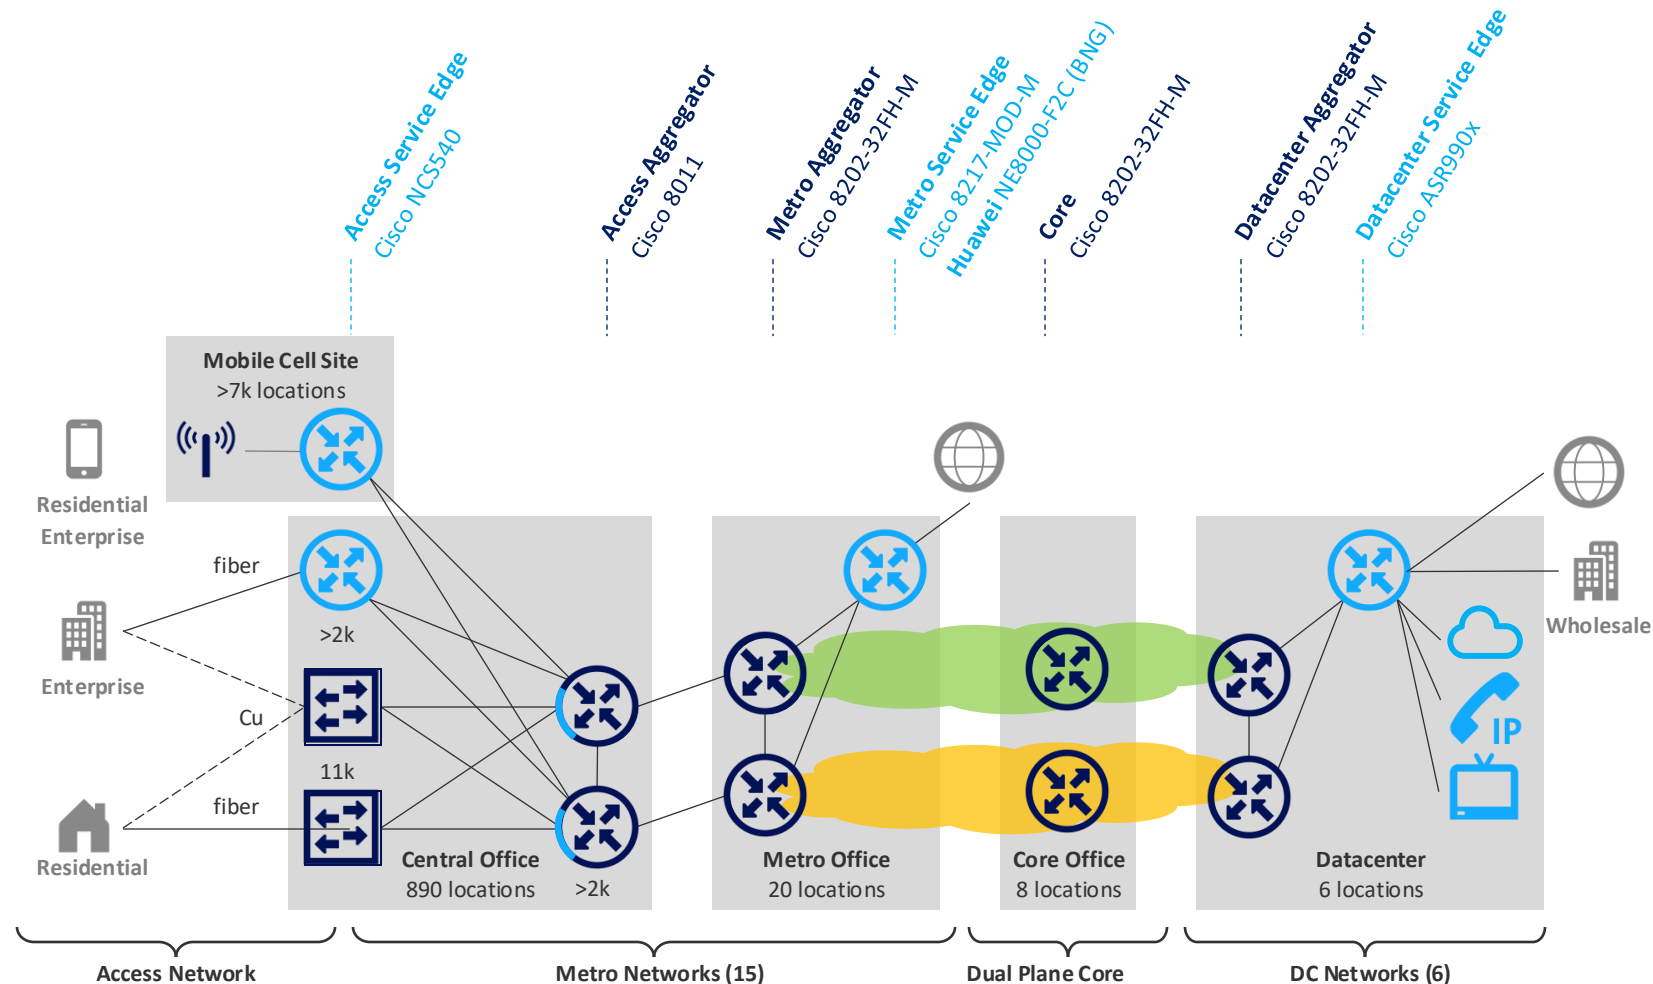 Access Service Edge
Cisco NCS540
Access Aggregator
Cisco 8011
Metro Aggregator
Cisco 8202-32FH-M
Metro Service Edge
Cisco 8217-MOD-M
Huawei NE8000-F2C (BNG)
Core
Cisco 8202-32FH-M
Datacenter Aggregator
Cisco 8202-32FH-M
Datacenter Service Edge
Cisco ASR990x
Mobile Cell Site
>7k locations
Residential
Enterprise
fiber
>2k
Enterprise
Cu
11k
fiber
Residential
Central Office
890 locations
>2k
Metro Office
20 locations
Core Office
8 locations
Datacenter
6 locations
Wholesale
IP
Access Network
Metro Networks (15)
Dual Plane Core
DC Networks (6)